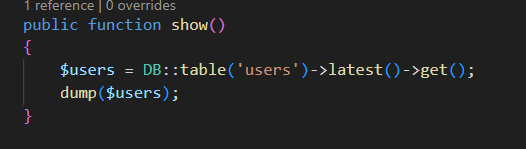 1 reference | 0 overrides
public function show()
{
    $users = DB::table('users')->latest()->get();
    dump($users);
}